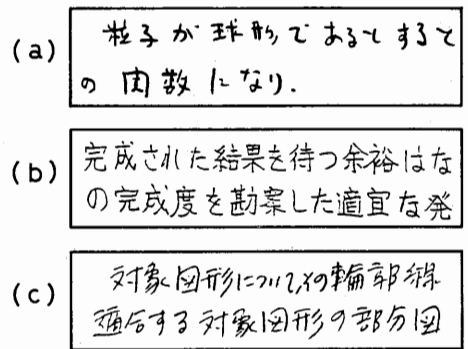 (a)
粒子が球形であるとすると
の関数になり.
(b)
完成された結果を待つ余裕はな
の完成度を勘案した適宜な発
(c)
対象図形について,その輪郭線
適合する対象図形の部分図